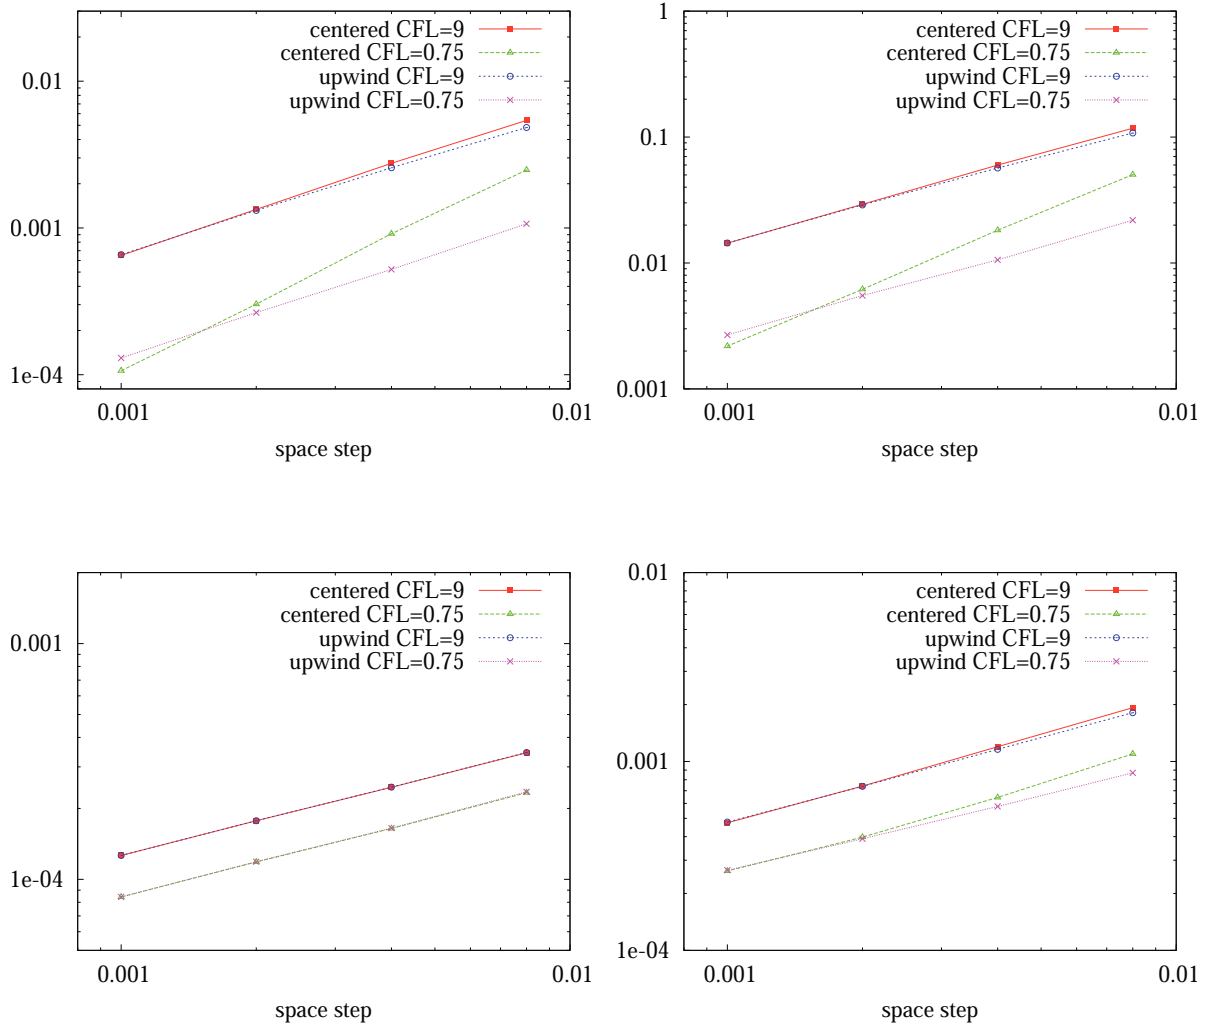 centered CFL=9
centered CFL=0.75
upwind CFL=9
upwind CFL=0.75
0.01
0.001
1e-04
0.001
0.01
space step
centered CFL=9
centered CFL=0.75
upwind CFL=9
upwind CFL=0.75
1
0.1
0.01
0.001
0.001
0.01
space step
centered CFL=9
centered CFL=0.75
upwind CFL=9
upwind CFL=0.75
0.001
1e-04
0.001
0.01
space step
centered CFL=9
centered CFL=0.75
upwind CFL=9
upwind CFL=0.75
0.01
0.001
1e-04
0.001
0.01
space step